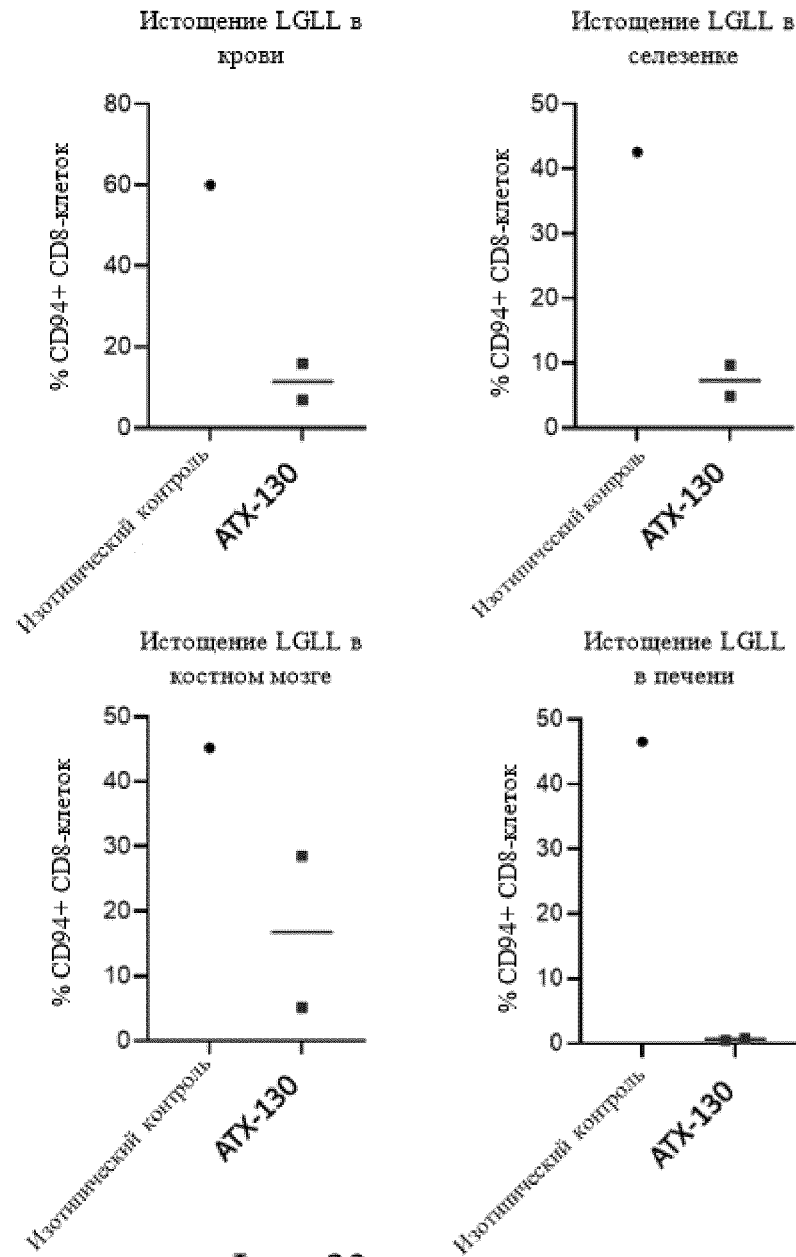 Истощение LGLL в
крови
80
60
40
20
0
% CD94+ CD8-клеток
Изотипический контроль
ATX-130
Истощение LGLL в
селезенке
50
40
30
20
10
0
% CD94+ CD8-клеток
Изотипический контроль
ATX-130
Истощение LGLL в
костном мозге
50
40
30
20
10
0
% CD94+ CD8-клеток
Изотипический контроль
ATX-130
Истощение LGLL
в печени
50
40
30
20
10
0
% CD94+ CD8-клеток
Изотипический контроль
ATX-130